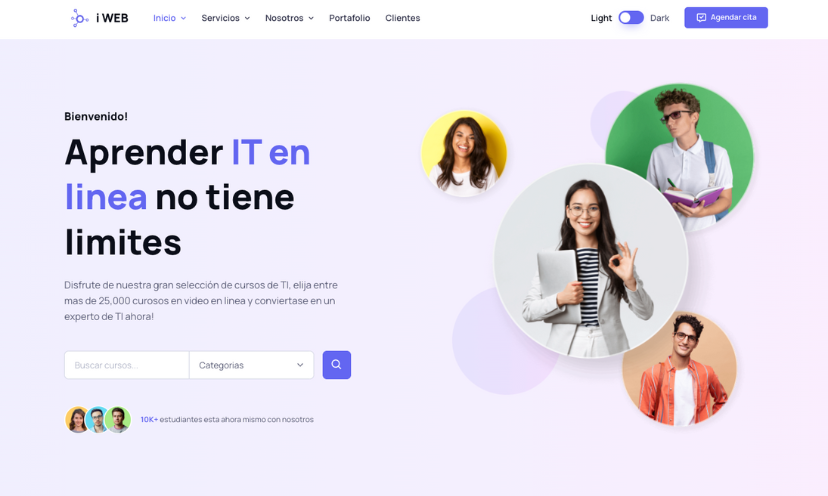 i WEB
Inicio
Servicios
Nosotros
Portafolio
Clientes
Light
Dark
Agendar cita
Bienvenido!
Aprender IT en
linea no tiene
limites
Disfrute de nuestra gran selección de cursos de TI, elija entre
mas de 25,000 curosos en video en linea y conviertase en un
experto de TI ahora!
Buscar cursos...
Categorias
10K+ estudiantes esta ahora mismo con nosotros